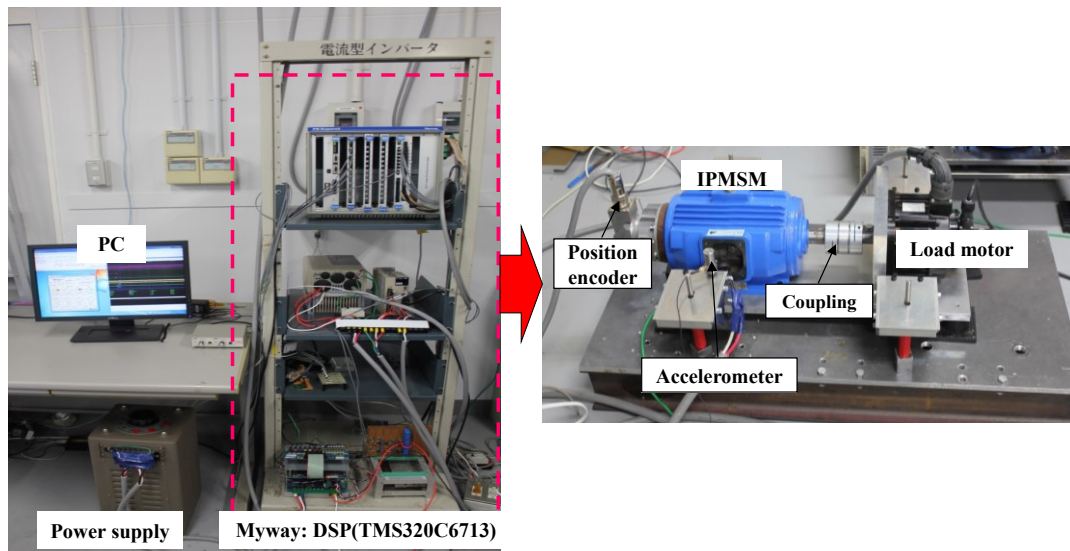 電流型インバータ
PC
Power supply
Myway: DSP(TMS320C6713)
IPMSM
Position
encoder
Load motor
Coupling
Accelerometer